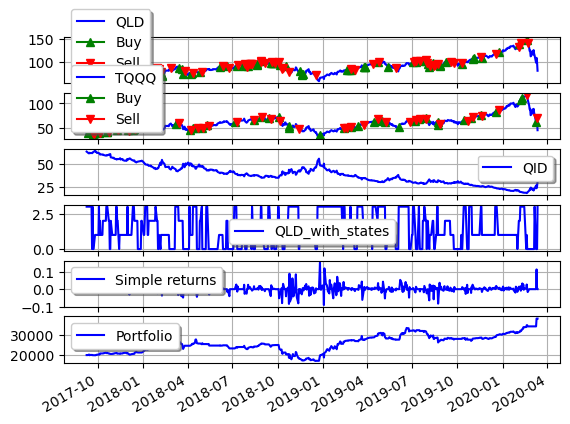 QLD
Buy
Sell
150
100
TQQQ
Buy
Sell
100
50
QID
50
25
QLD_with_states
2.5
0.0
Simple returns
0.1
0.0
−0.1
Portfolio
30000
20000
2017-10
2018-01
2018-04
2018-07
2018-10
2019-01
2019-04
2019-07
2019-10
2020-01
2020-04